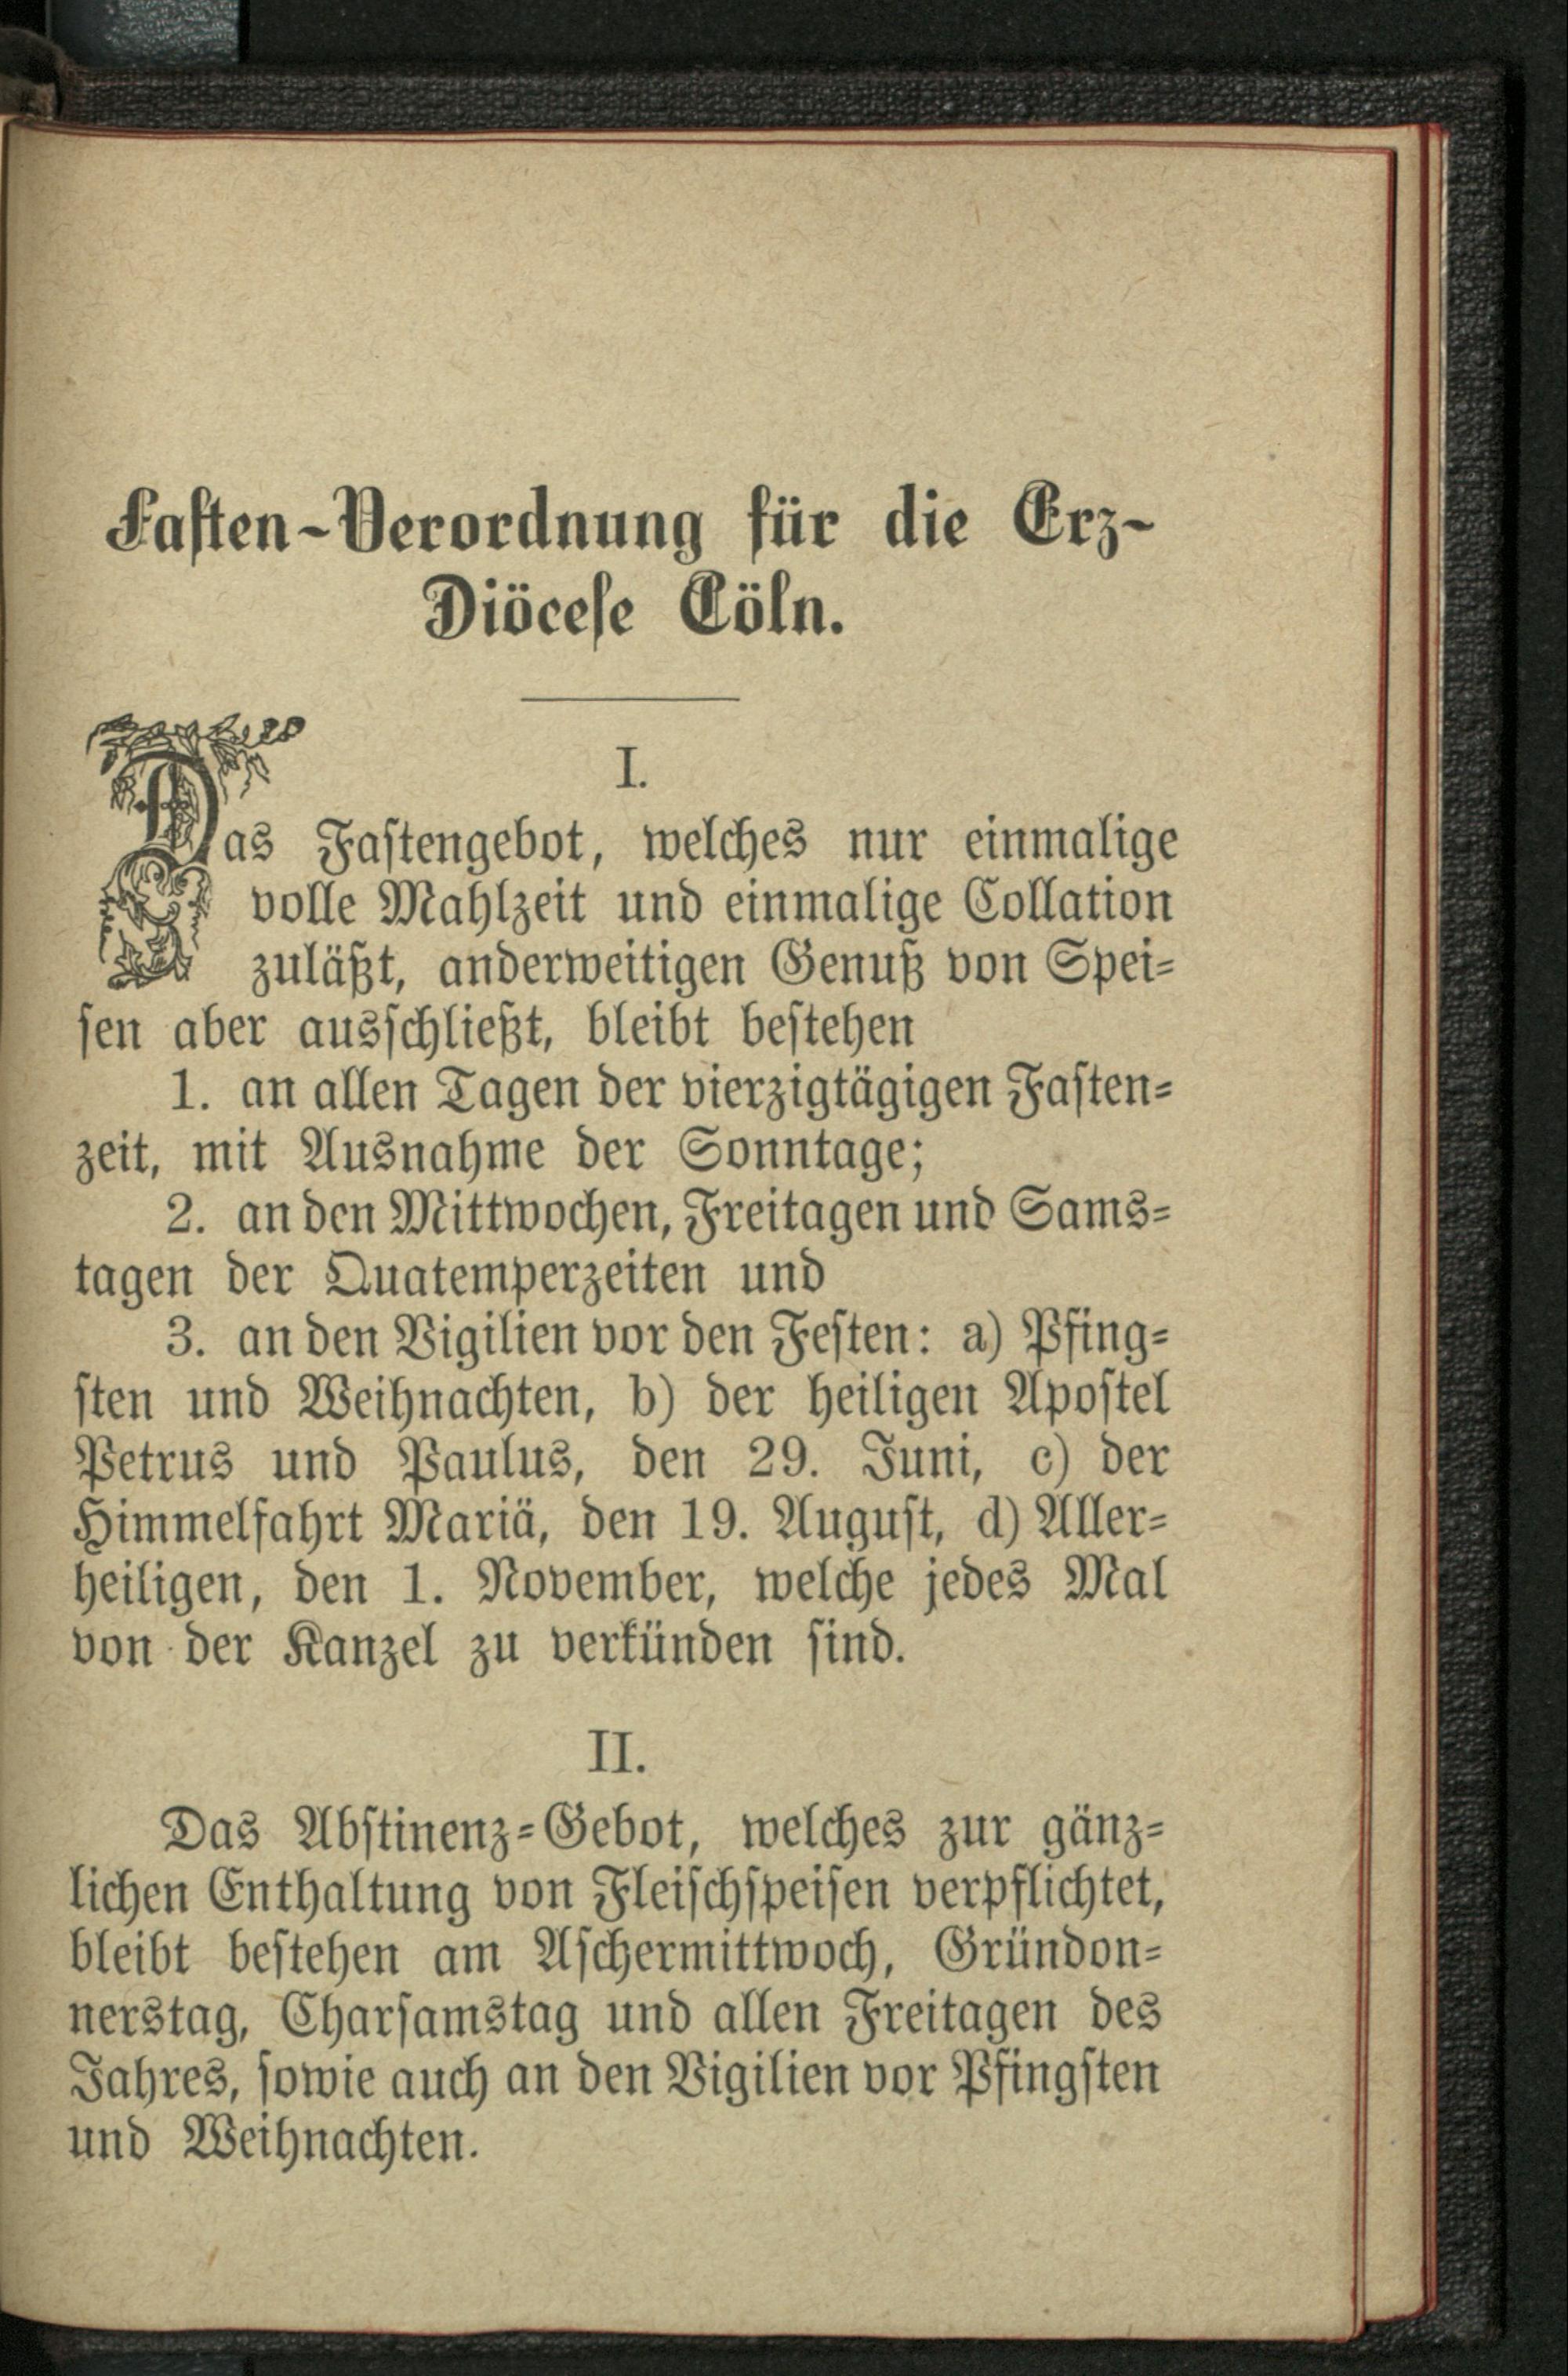 Fasten-Verordnung für die Erz-
Diöcese Cöln.
I.
Das Fastengebot, welches nur einmalige
volle Mahlzeit und einmalige Collation
zuläßt, anderweitigen Genuß von Spei-
sen aber ausschließt, bleibt bestehen
1. an allen Tagen der vierzigtägigen Fasten-
zeit, mit Ausnahme der Sonntage;
2. an den Mittwochen, Freitagen und Sams-
tagen der Quatemperzeiten und
3. an den Vigilien vor den Festen: a) Pfing-
sten und Weihnachten, b) der heiligen Apostel
Petrus und Paulus, den 29. Juni, c) der
Himmelfahrt Mariä, den 19. August, d) Aller-
heiligen, den 1. November, welche jedes Mal
von der Kanzel zu verkünden sind.
II.
Das Abstinenz-Gebot, welches zur gänz-
lichen Enthaltung von Fleischspeisen verpflichtet,
bleibt bestehen am Aschermittwoch, Gründon-
nerstag, Charsamstag und allen Freitagen des
Jahres, sowie auch an den Vigilien vor Pfingsten
und Weihnachten.